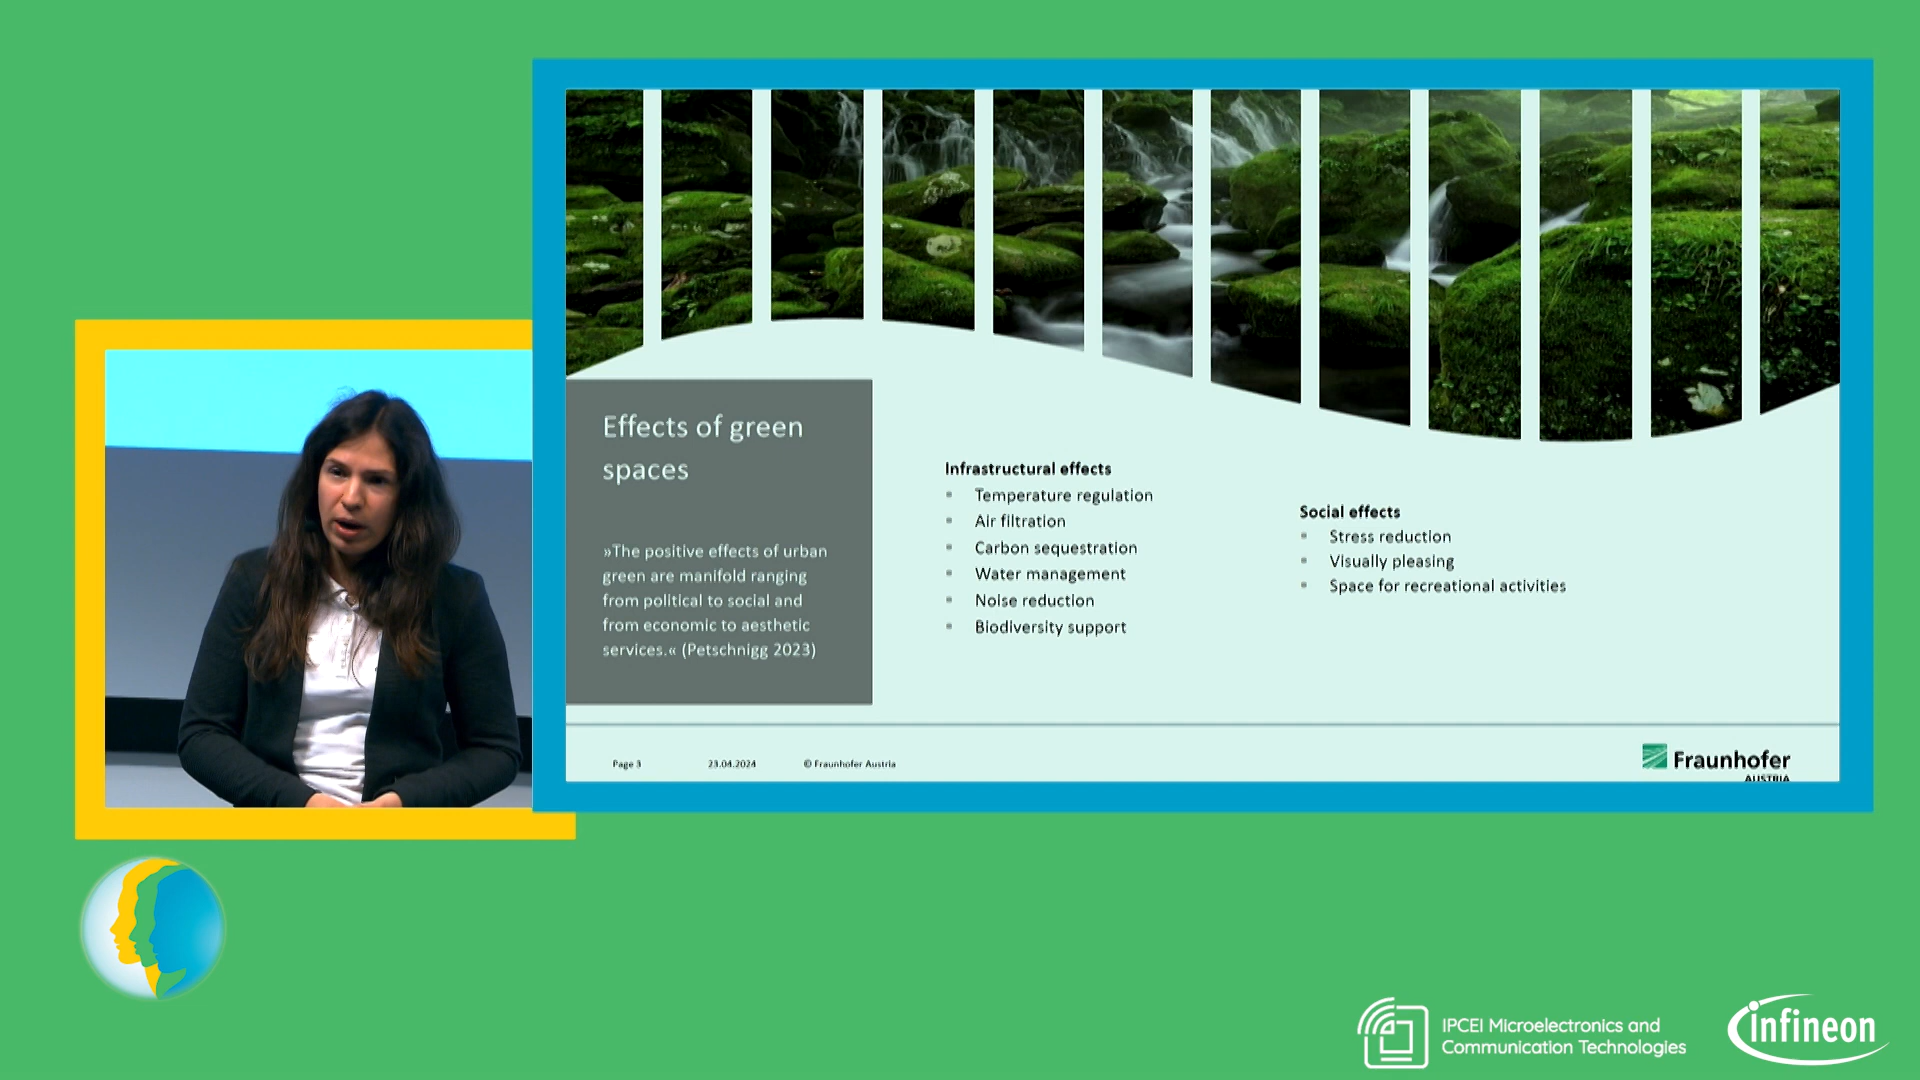 Effects of green
spaces
»The positive effects of urban
green are manifold ranging
from political to social and
from economic to aesthetic
services.« (Petschnigg 2023)
Infrastructural effects
▪ Temperature regulation
▪ Air filtration
▪ Carbon sequestration
▪ Water management
▪ Noise reduction
▪ Biodiversity support
Social effects
▪ Stress reduction
▪ Visually pleasing
▪ Space for recreational activities
Page 3 23.04.2024 © Fraunhofer Austria
Fraunhofer
AUSTRIA
IPCEI Microelectronics and
Communication Technologies
infineon